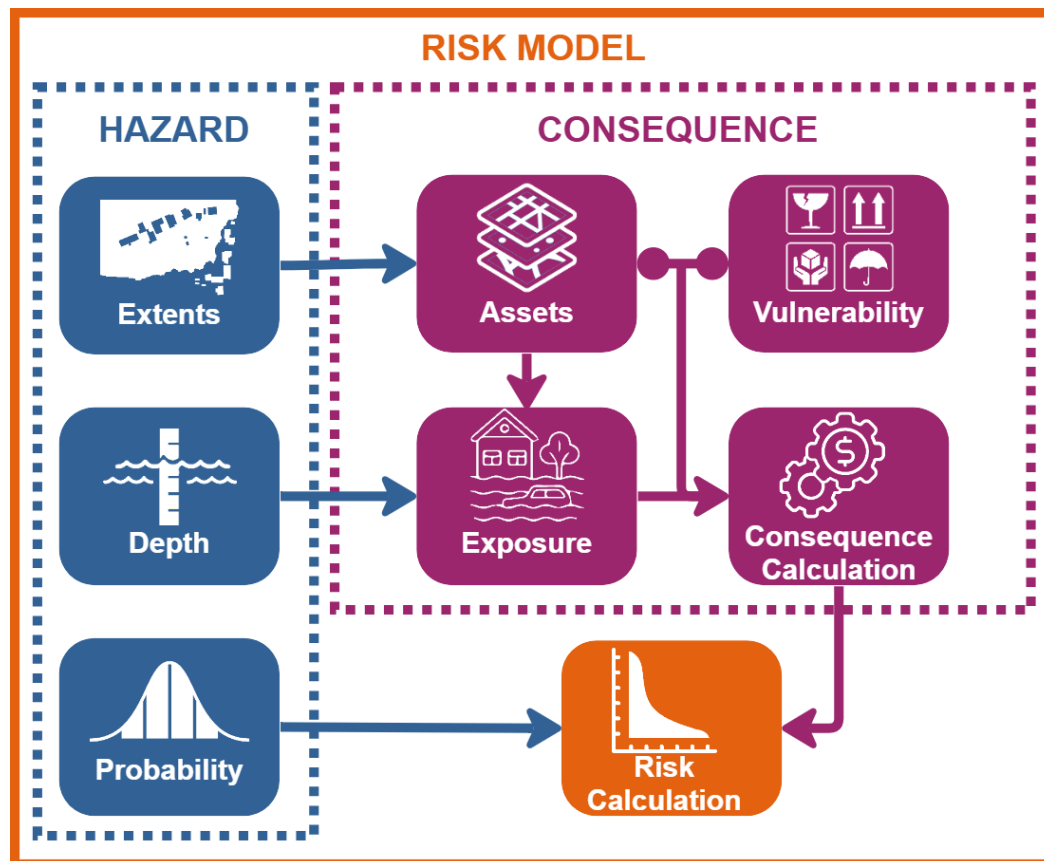 RISK MODEL
HAZARD
CONSEQUENCE
Extents
Assets
Vulnerability
Depth
Exposure
$
Consequence
Calculation
Probability
Risk
Calculation